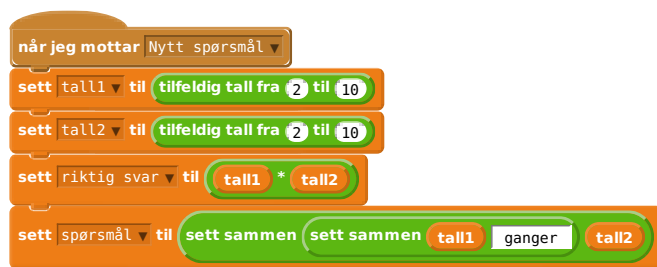 når jeg mottar Nytt spørsmål ▾
sett tall1 ▾ til tilfeldig tall fra 2 til 10
sett tall2 ▾ til tilfeldig tall fra 2 til 10
sett riktig svar ▾ til tall1 * tall2
sett spørsmål ▾ til sett sammen sett sammen tall1 ganger tall2